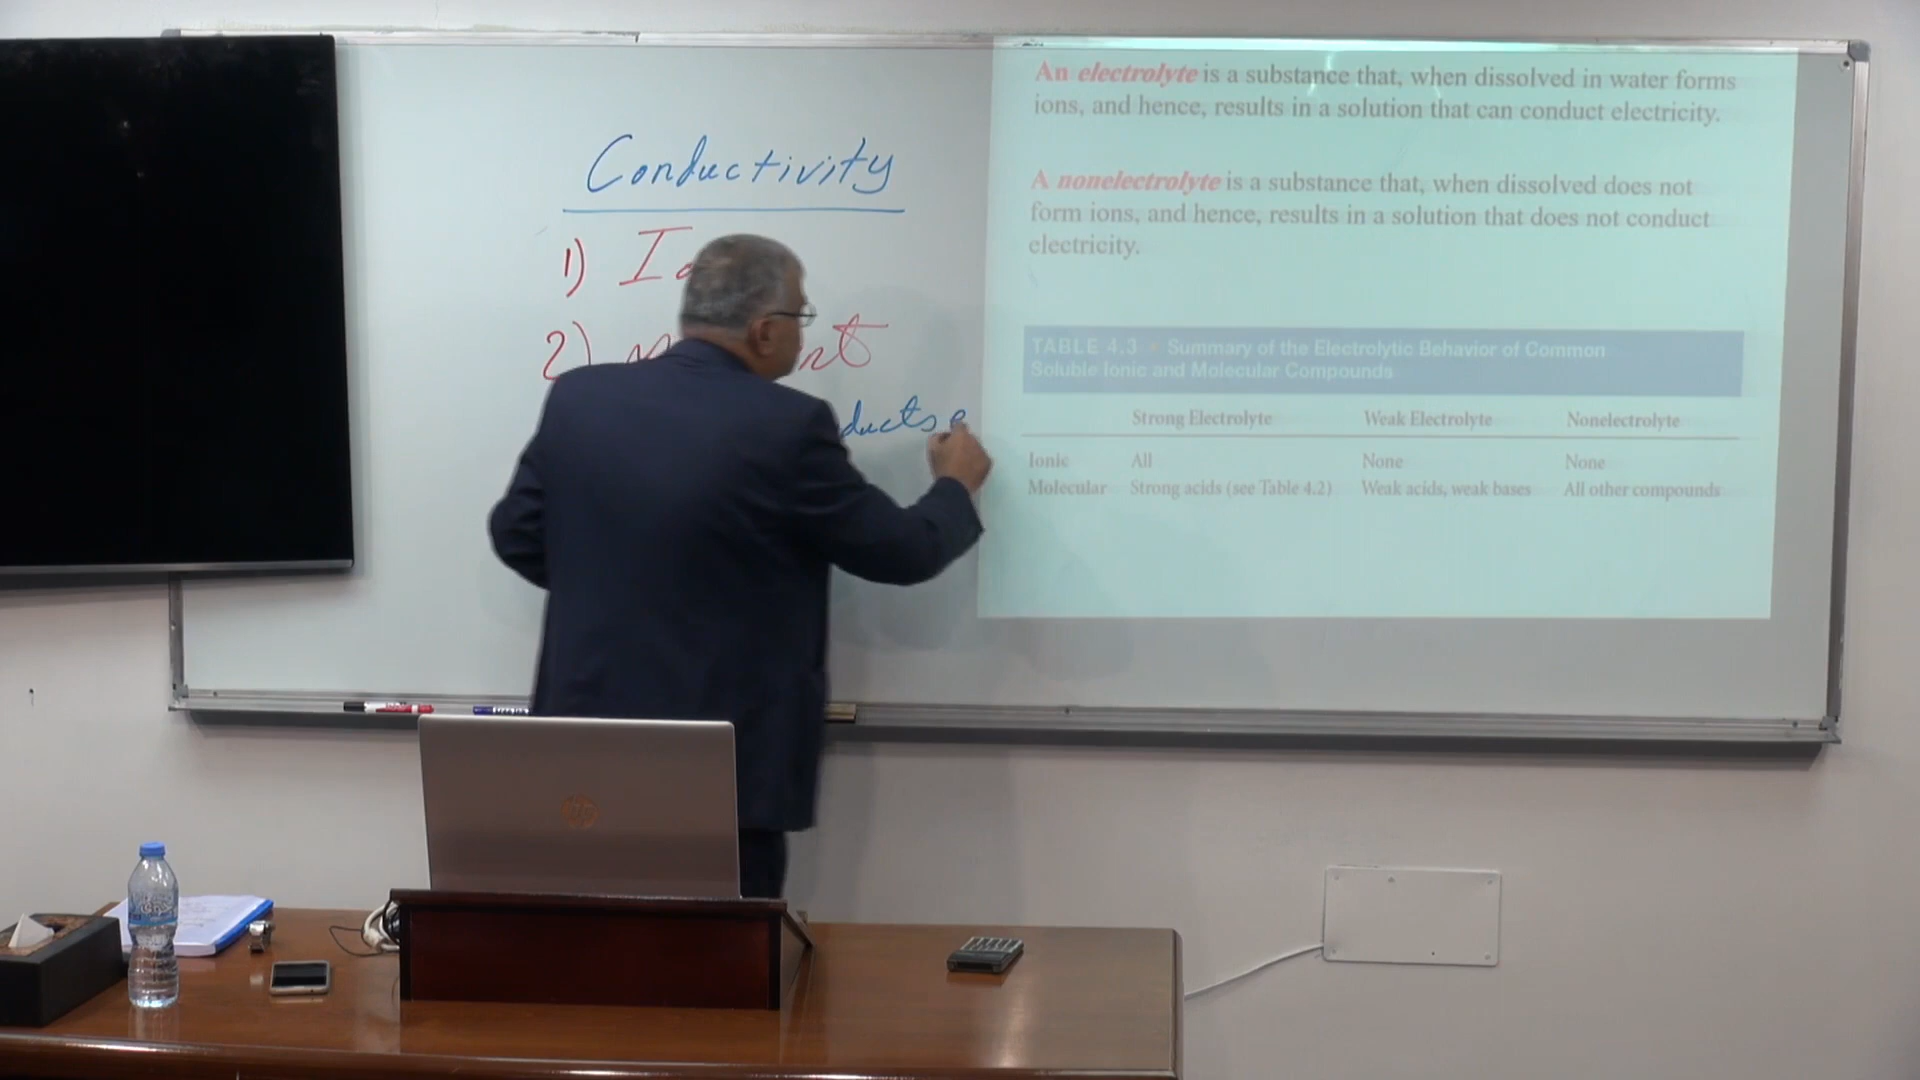 Conductivity
1) I
2)
ducts e
An electrolyte is a substance that, when dissolved in water forms
ions, and hence, results in a solution that can conduct electricity.
A nonelectrolyte is a substance that, when dissolved does not
form ions, and hence, results in a solution that does not conduct
electricity.
TABLE 4.3 • Summary of the Electrolytic Behavior of Common
Soluble Ionic and Molecular Compounds
Strong Electrolyte Weak Electrolyte Nonelectrolyte
Ionic All None None
Molecular Strong acids (see Table 4.2) Weak acids, weak bases All other compounds
hp